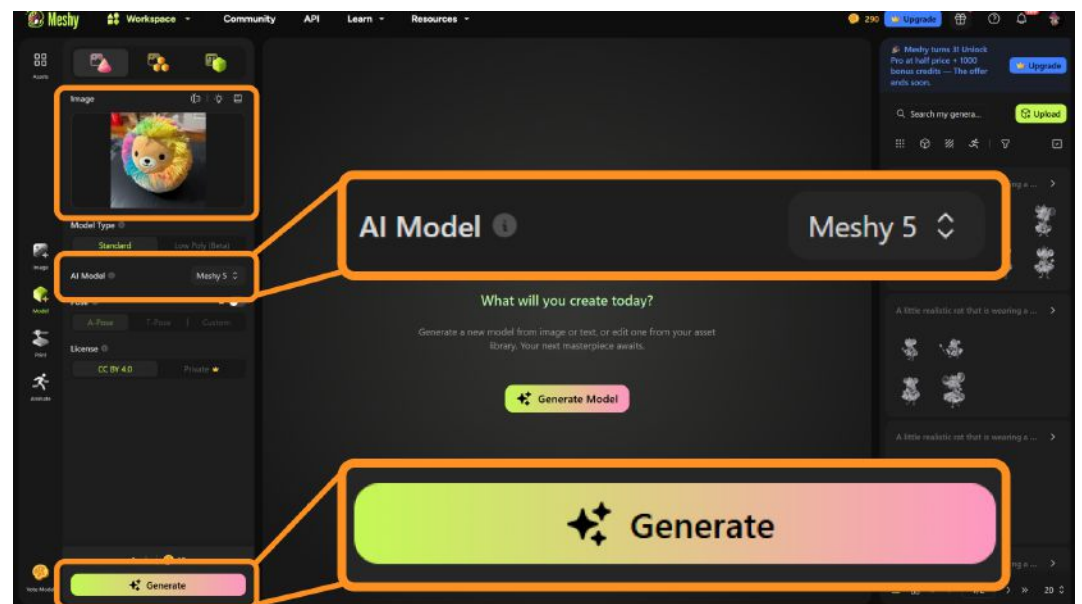 Meshy
Workspace
Community
API
Learn
Resources
290
Upgrade
Assets
Image
Model
Print
Animate
Image
Model Type
Standard
Low Poly (Beta)
AI Model
Meshy 5
A-Pose
T-Pose
Custom
License
CC BY 4.0
Private
Generate
AI Model
Meshy 5
What will you create today?
Generate a new model from image or text, or edit one from your asset
library. Your next masterpiece awaits.
Generate Model
Generate
Meshy turns 3! Unlock
Pro at half price + 1000
bonus credits — The offer
ends soon.
Upgrade
Search my genera...
Upload
A little realistic rat that is wearing a ...
A little realistic rat that is wearing a ...
20